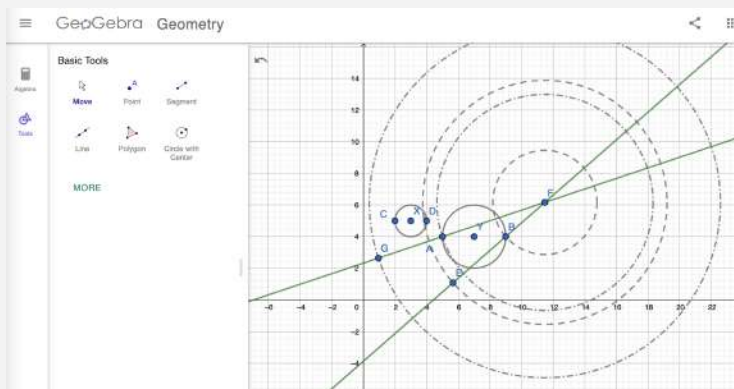 GeoGebra Geometry
Basic Tools
Algebra
Tools
Move
Point
Segment
Line
Polygon
Circle with
Center
MORE
14
12
10
8
6
4
2
-2
-4
-6
-4
-2
0
2
4
6
8
10
12
14
16
18
20
22
C
X
D
G
A
Y
B
F
A